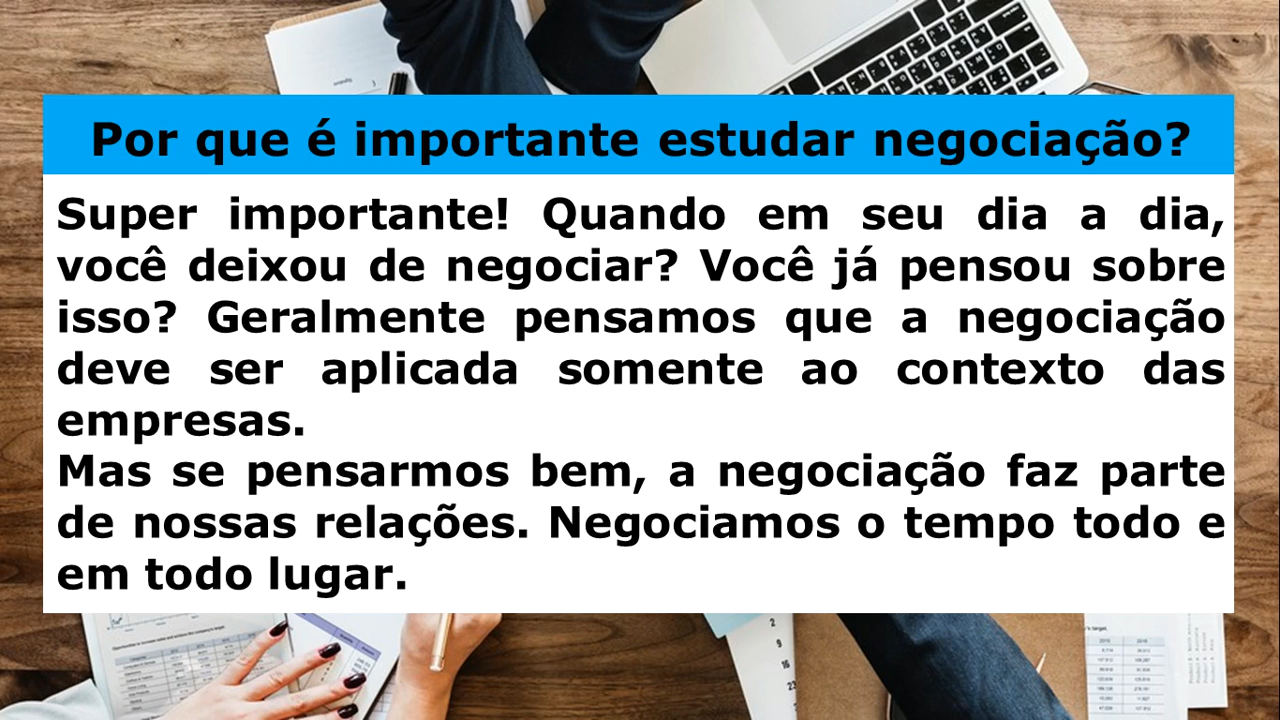 Por que é importante estudar negociação?
Super importante! Quando em seu dia a dia,
você deixou de negociar? Você já pensou sobre
isso? Geralmente pensamos que a negociação
deve ser aplicada somente ao contexto das
empresas.
Mas se pensarmos bem, a negociação faz parte
de nossas relações. Negociamos o tempo todo e
em todo lugar.